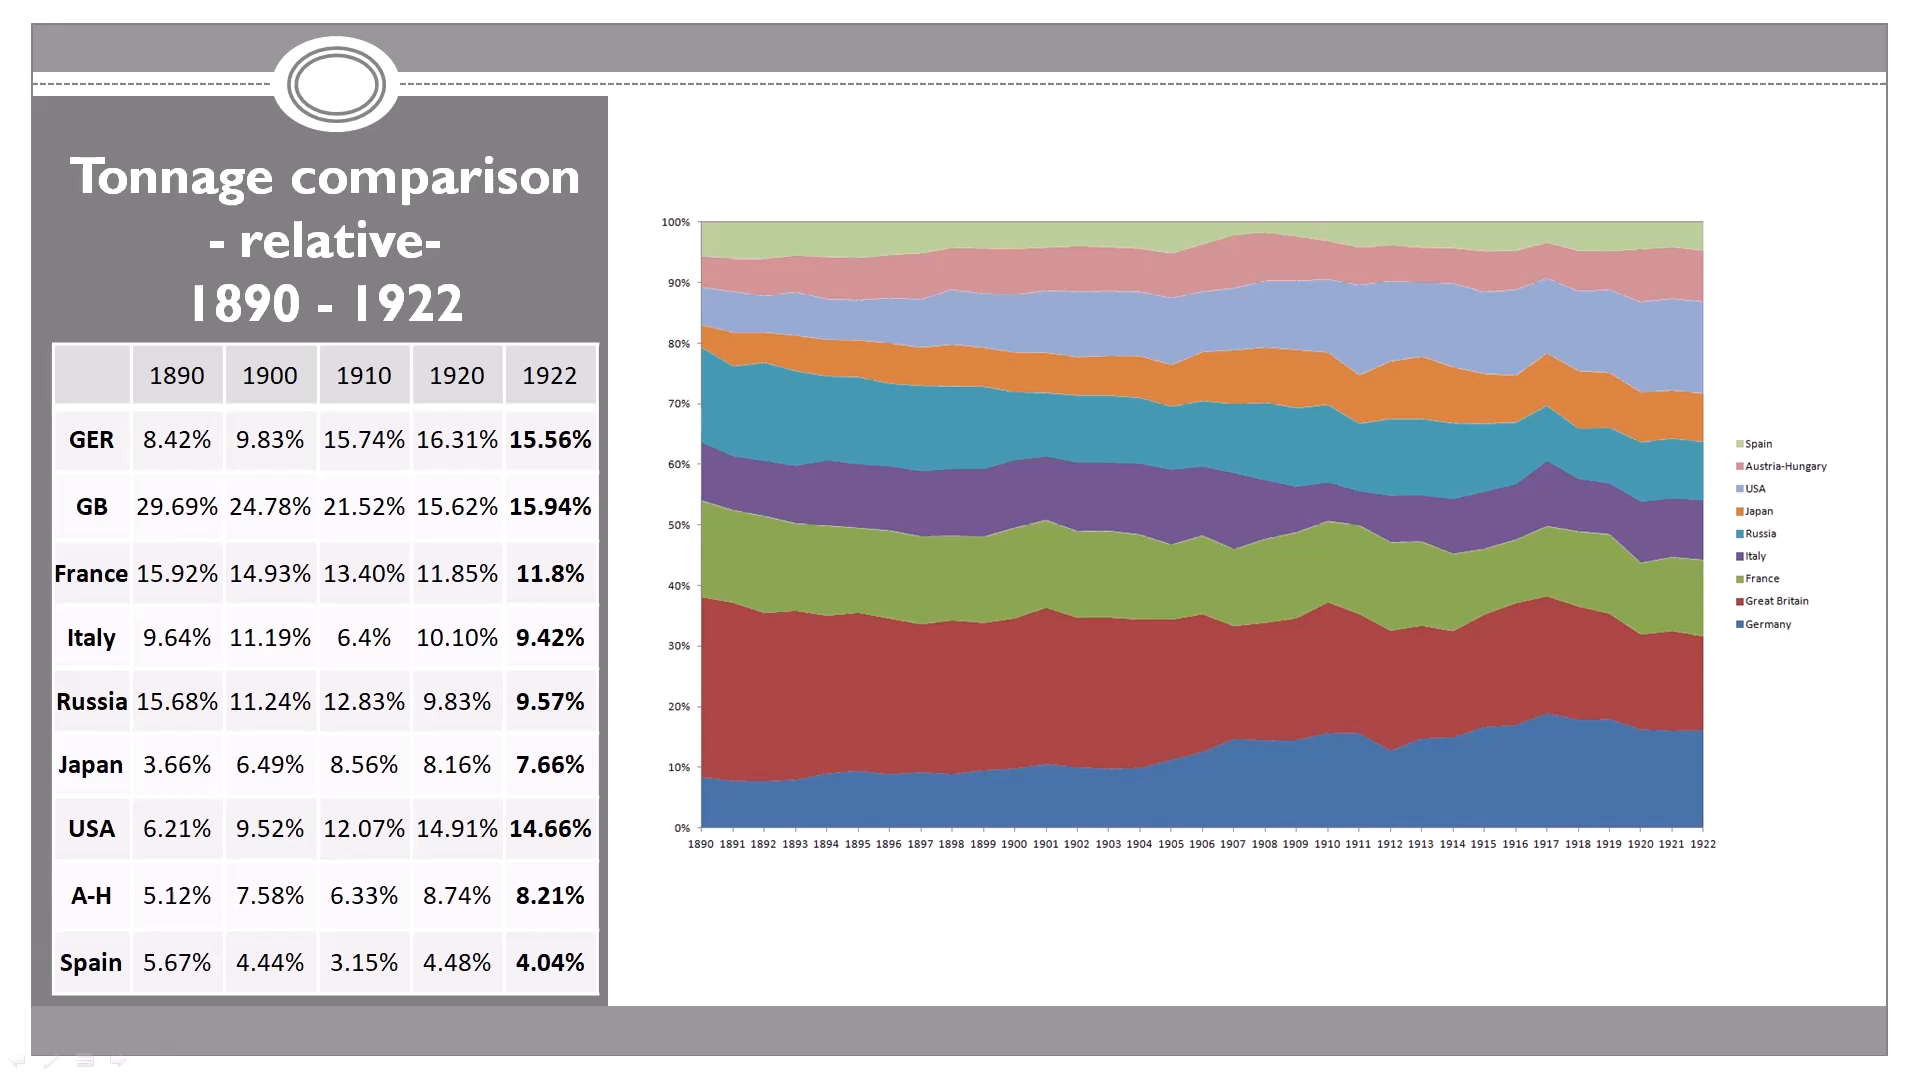 Tonnage comparison
- relative-
1890 - 1922
1890 1900 1910 1920 1922
GER 8.42% 9.83% 15.74% 16.31% 15.56%
GB 29.69% 24.78% 21.52% 15.62% 15.94%
France 15.92% 14.93% 13.40% 11.85% 11.8%
Italy 9.64% 11.19% 6.4% 10.10% 9.42%
Russia 15.68% 11.24% 12.83% 9.83% 9.57%
Japan 3.66% 6.49% 8.56% 8.16% 7.66%
USA 6.21% 9.52% 12.07% 14.91% 14.66%
A-H 5.12% 7.58% 6.33% 8.74% 8.21%
Spain 5.67% 4.44% 3.15% 4.48% 4.04%
100%
90%
80%
70%
60%
50%
40%
30%
20%
10%
0%
1890 1891 1892 1893 1894 1895 1896 1897 1898 1899 1900 1901 1902 1903 1904 1905 1906 1907 1908 1909 1910 1911 1912 1913 1914 1915 1916 1917 1918 1919 1920 1921 1922
Spain
Austria-Hungary
USA
Japan
Russia
Italy
France
Great Britain
Germany